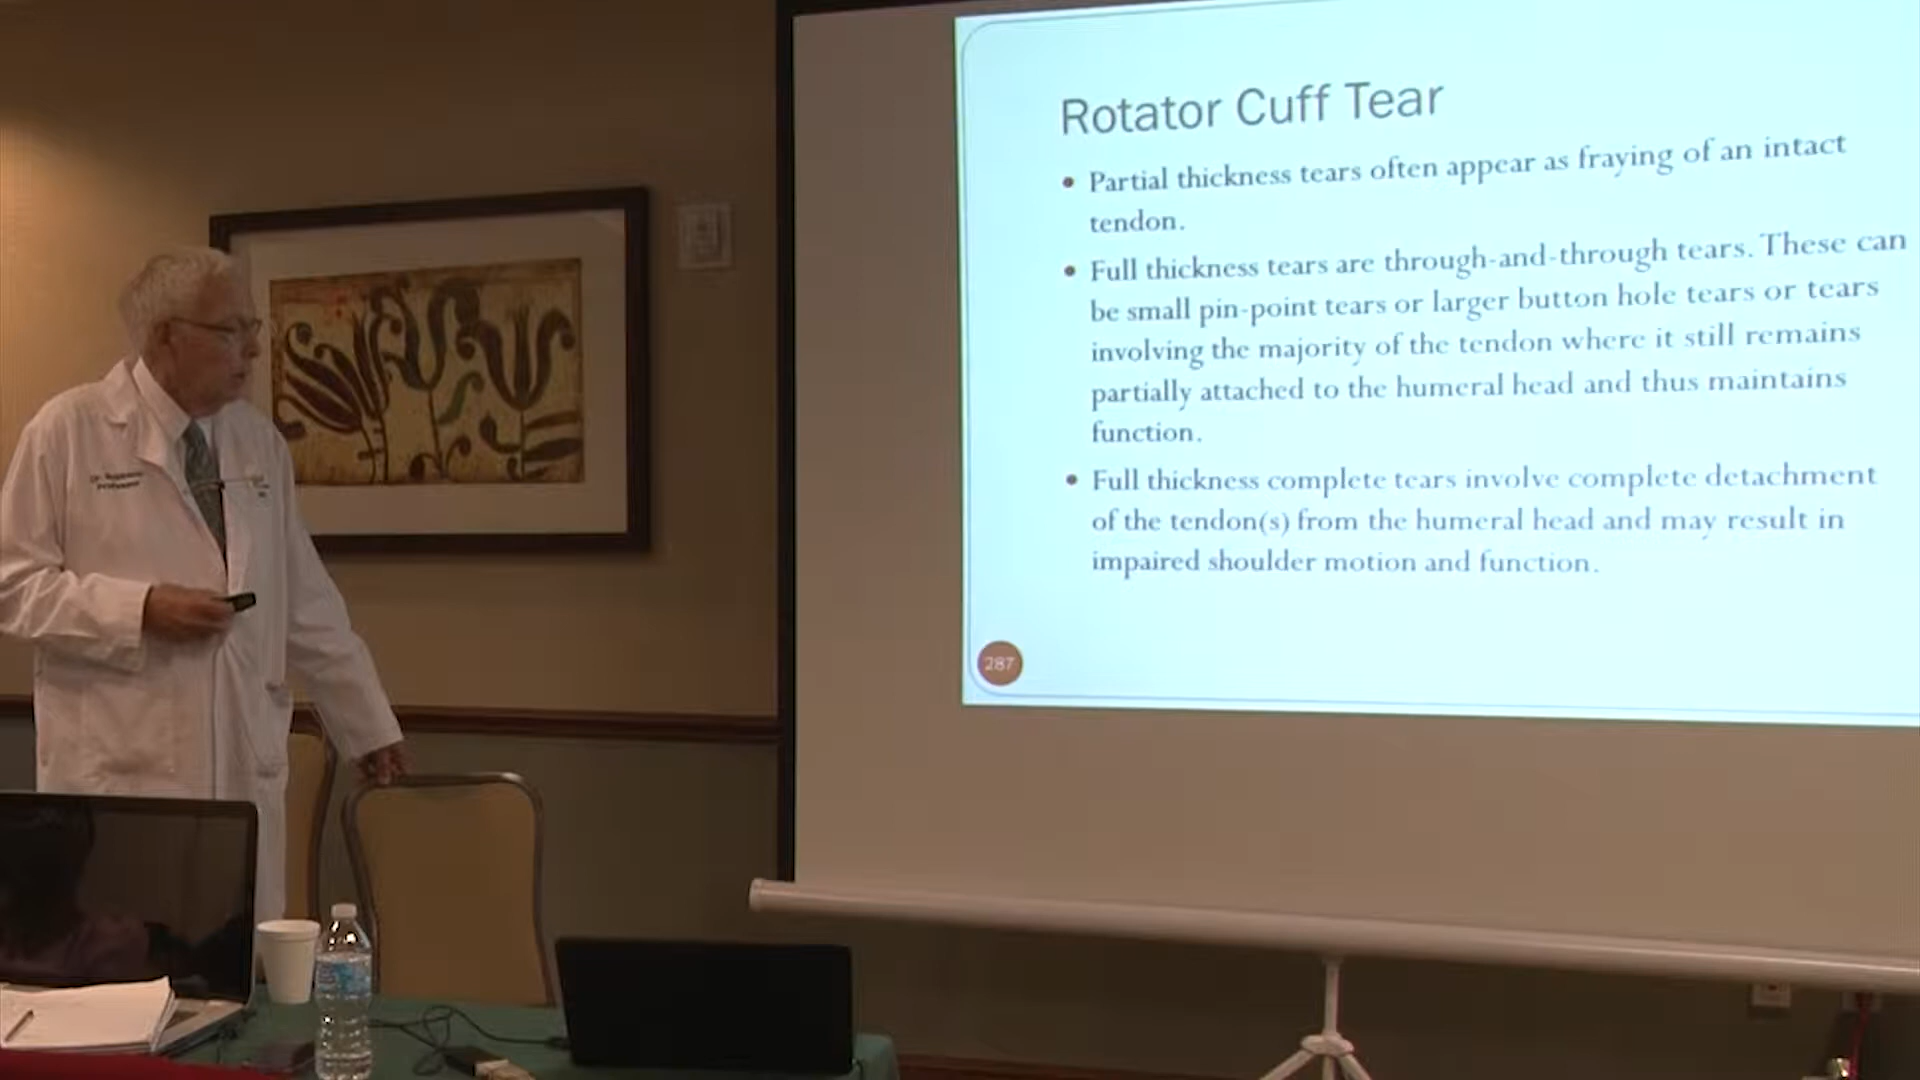 Rotator Cuff Tear
• Partial thickness tears often appear as fraying of an intact
tendon.
• Full thickness tears are through-and-through tears. These can
be small pin-point tears or larger button hole tears or tears
involving the majority of the tendon where it still remains
partially attached to the humeral head and thus maintains
function.
• Full thickness complete tears involve complete detachment
of the tendon(s) from the humeral head and may result in
impaired shoulder motion and function.
287
Dr.
Professor